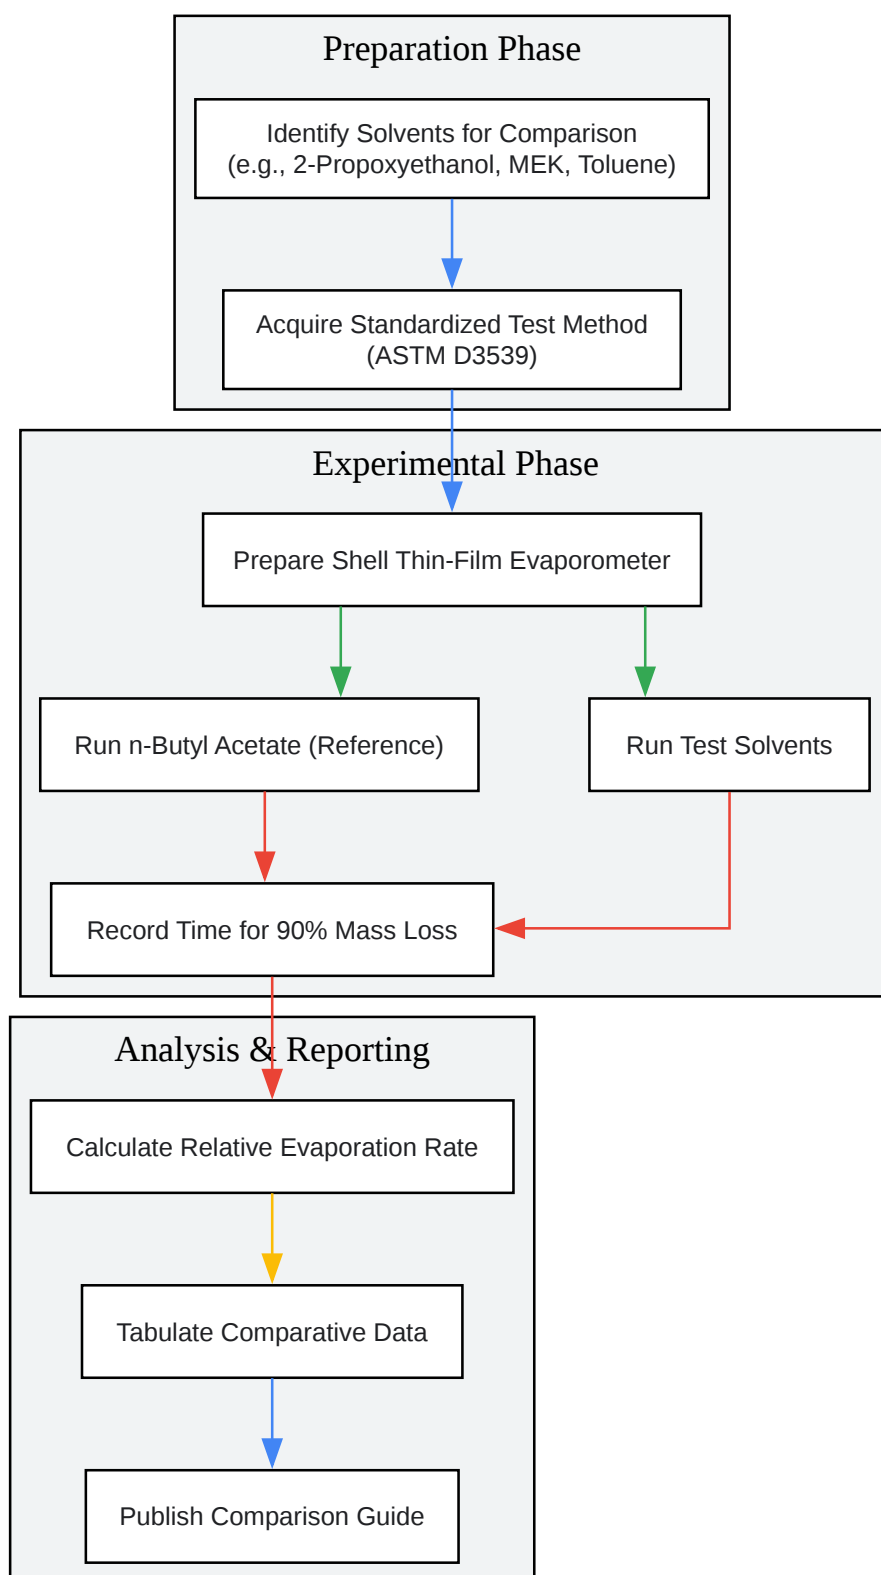 Preparation Phase
Identify Solvents for Comparison
(e.g., 2-Propoxyethanol, MEK, Toluene)
Acquire Standardized Test Method
(ASTM D3539)
Experimental Phase
Prepare Shell Thin-Film Evaporometer
Run n-Butyl Acetate (Reference)
Run Test Solvents
Record Time for 90% Mass Loss
Analysis & Reporting
Calculate Relative Evaporation Rate
Tabulate Comparative Data
Publish Comparison Guide